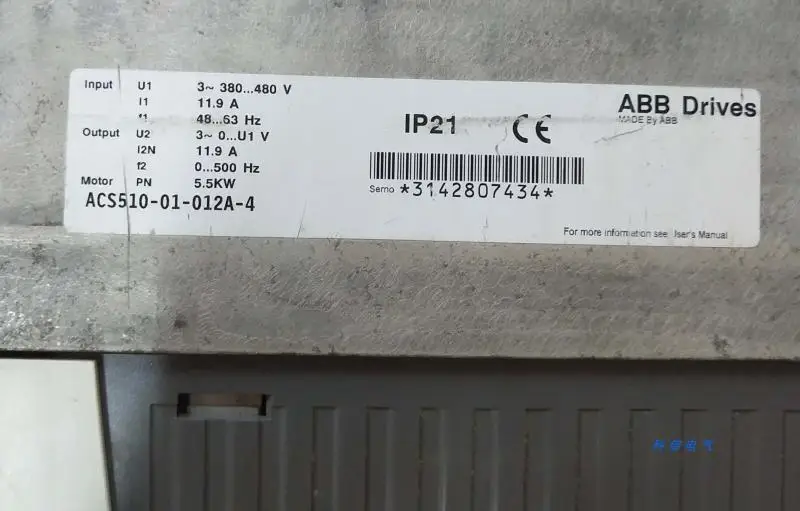 Input U1 3~ 380...480 V
I1 11.9 A
f1 48...63 Hz
Output U2 3~ 0...U1 V
I2N 11.9 A
f2 0...500 Hz
Motor PN 5.5KW
ACS510-01-012A-4
IP21 CE
Serno *3142807434*
ABB Drives
MADE By ABB
For more information see User's Manual